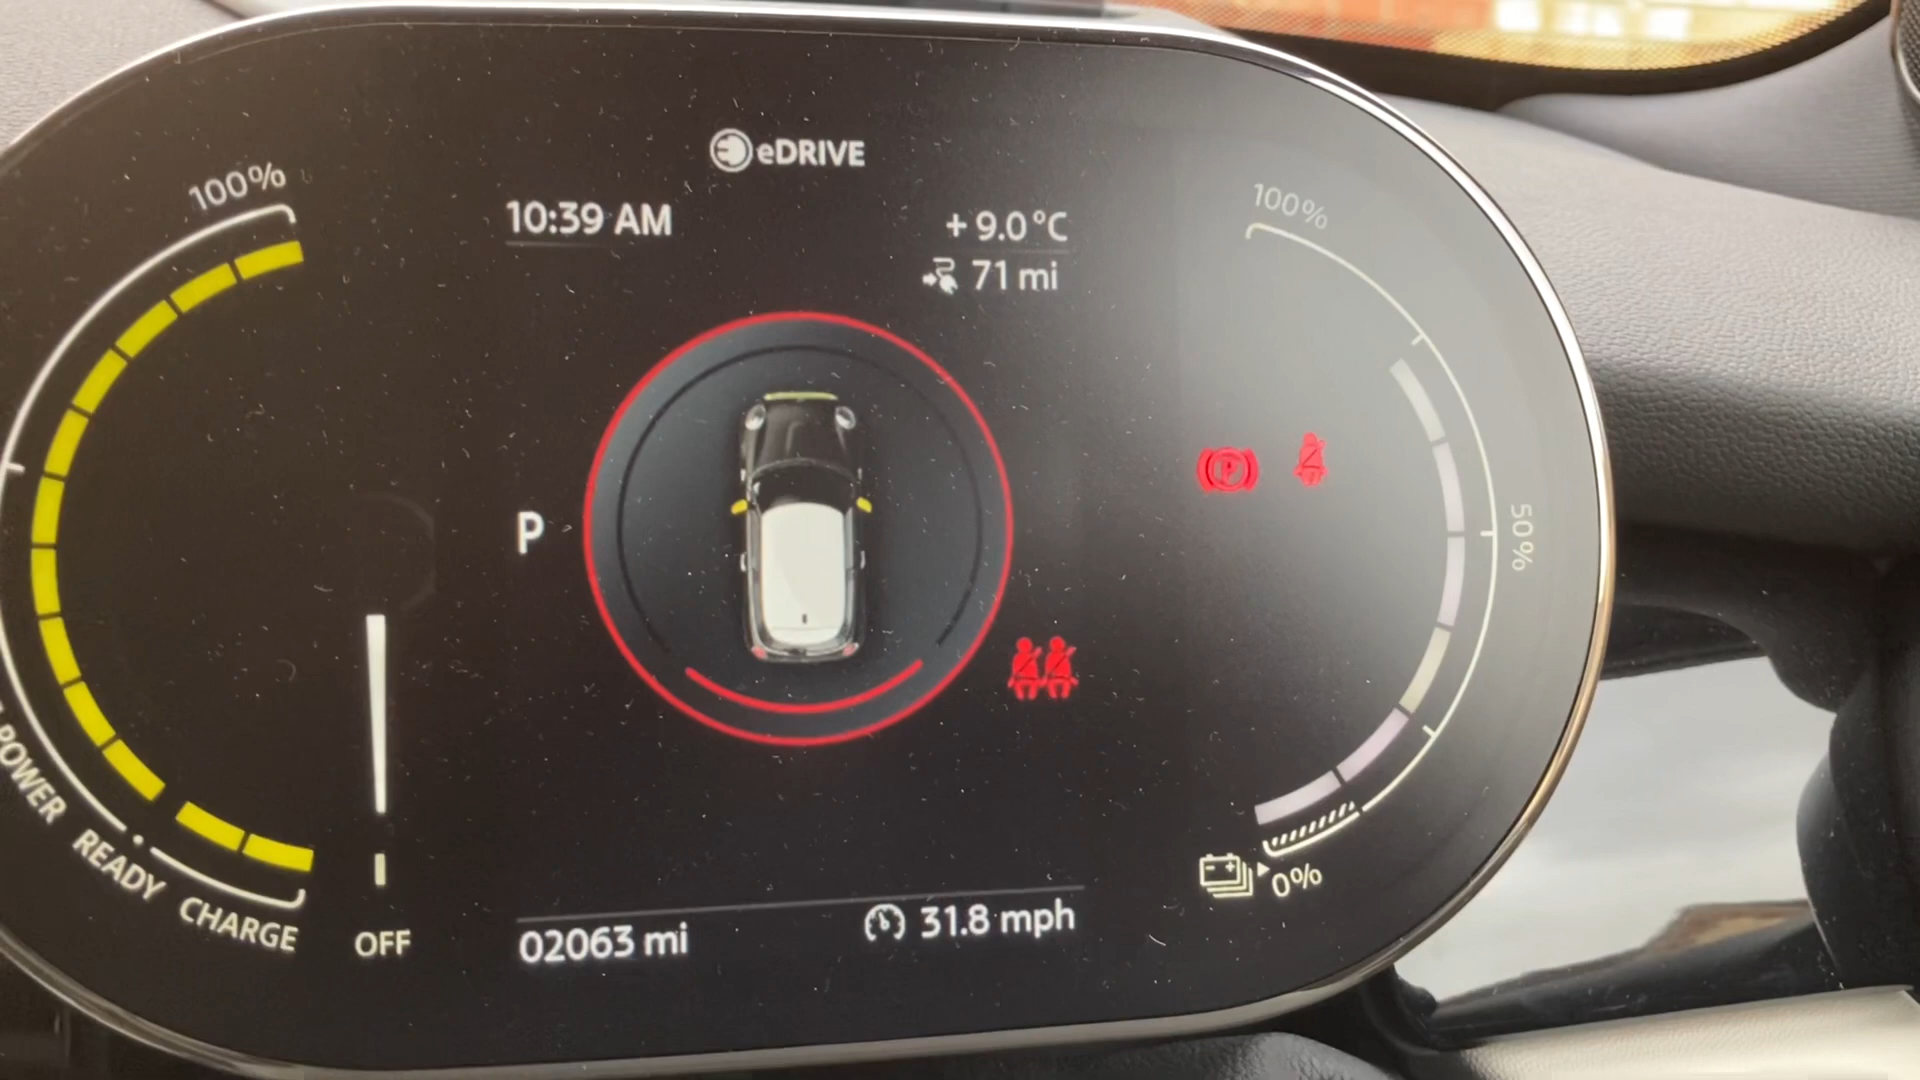 eDRIVE
10:39 AM
+ 9.0 °C
71 mi
100%
100%
50%
P
POWER
READY
CHARGE
OFF
0%
02063 mi
31.8 mph